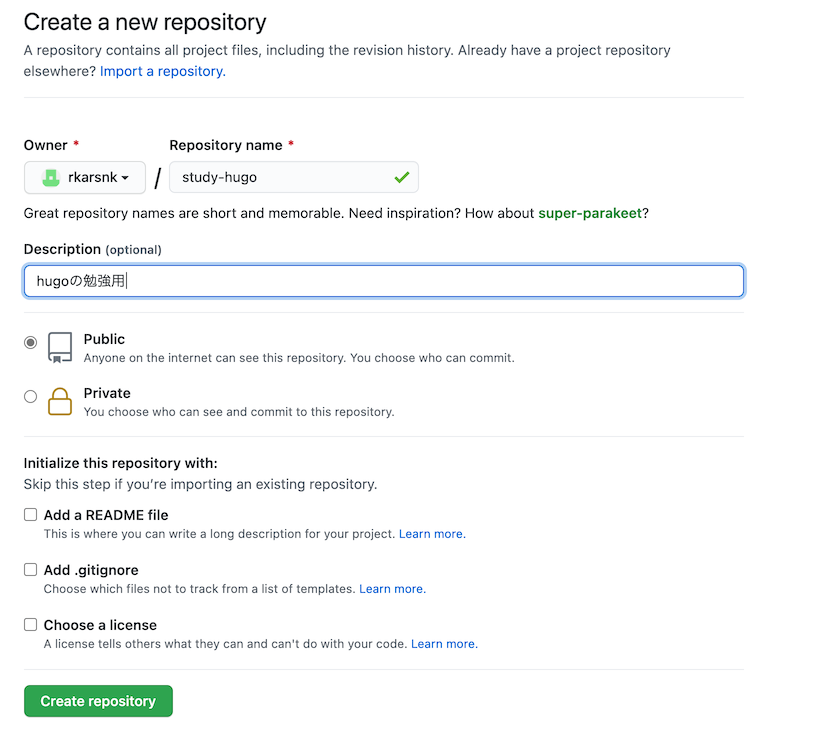 Create a new repository
A repository contains all project files, including the revision history. Already have a project repository
elsewhere? Import a repository.
Owner * Repository name *
rkarsnk / study-hugo
Great repository names are short and memorable. Need inspiration? How about super-parakeet?
Description (optional)
hugoの勉強用
Public
Anyone on the internet can see this repository. You choose who can commit.
Private
You choose who can see and commit to this repository.
Initialize this repository with:
Skip this step if you're importing an existing repository.
Add a README file
This is where you can write a long description for your project. Learn more.
Add .gitignore
Choose which files not to track from a list of templates. Learn more.
Choose a license
A license tells others what they can and can't do with your code. Learn more.
Create repository